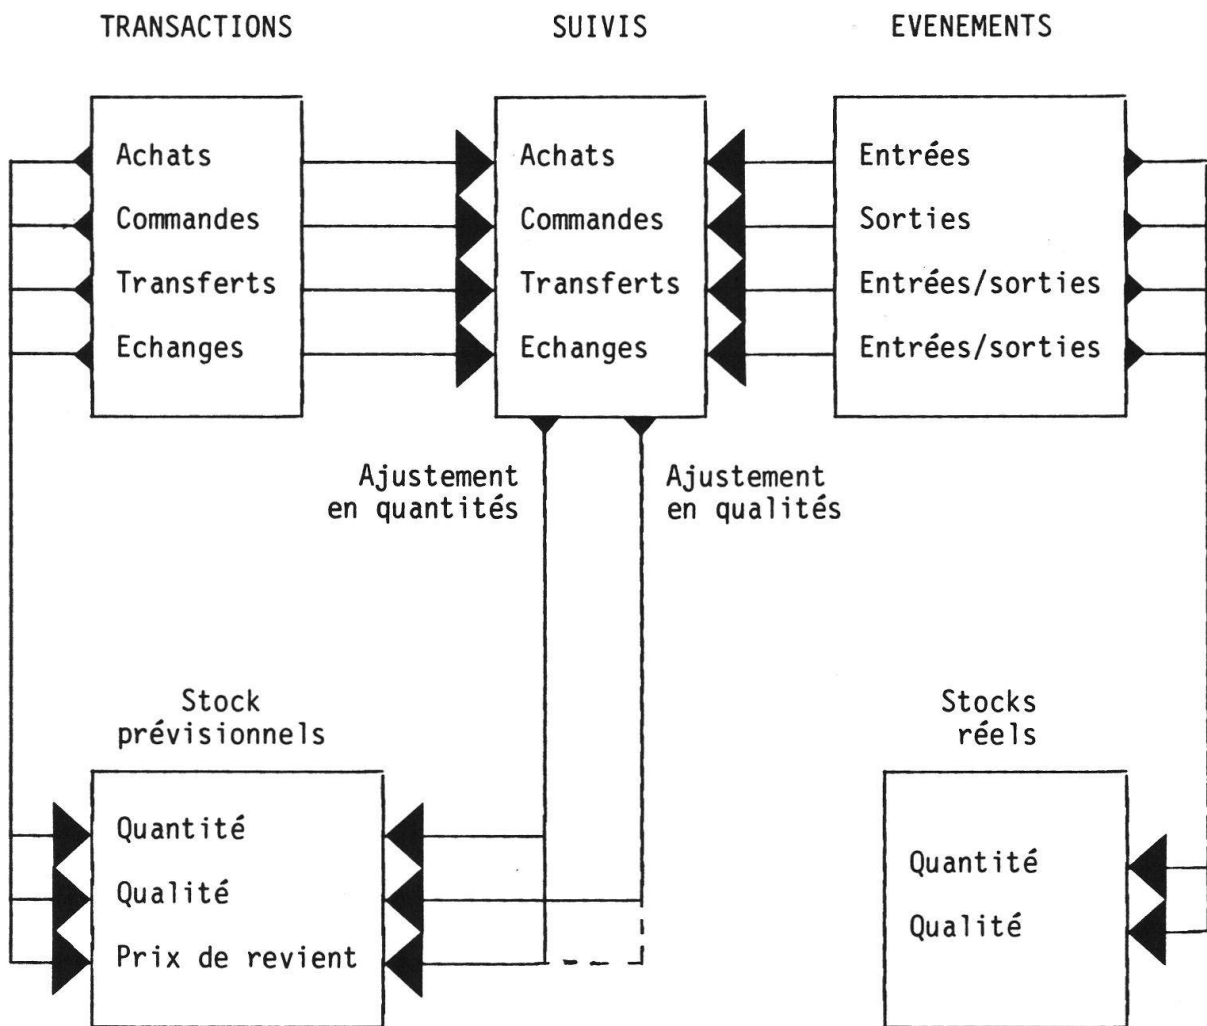 TRANSACTIONS
SUIVIS
EVENEMENTS
Achats
Commandes
Transferts
Echanges
Achats
Commandes
Transferts
Echanges
Entrées
Sorties
Entrées/sorties
Entrées/sorties
Ajustement
en quantités
Ajustement
en qualités
Stock
prévisionnels
Stocks
réels
Quantité
Qualité
Prix de revient
Quantité
Qualité